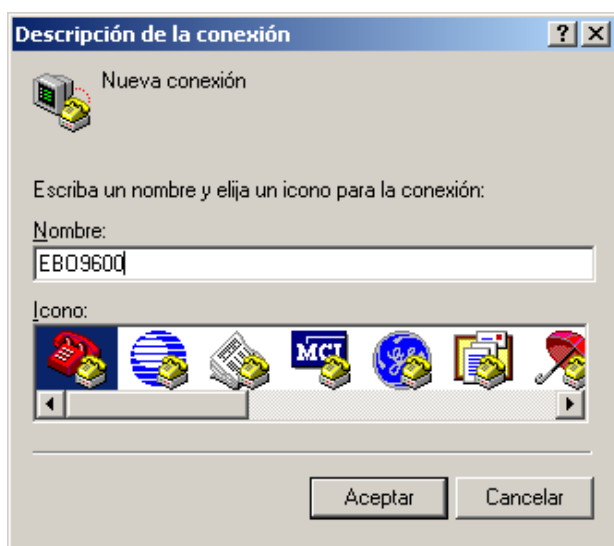 Descripción de la conexión
Nueva conexión
Escriba un nombre y elija un icono para la conexión:
Nombre:
EBO9600
Icono:
MCI
Aceptar
Cancelar